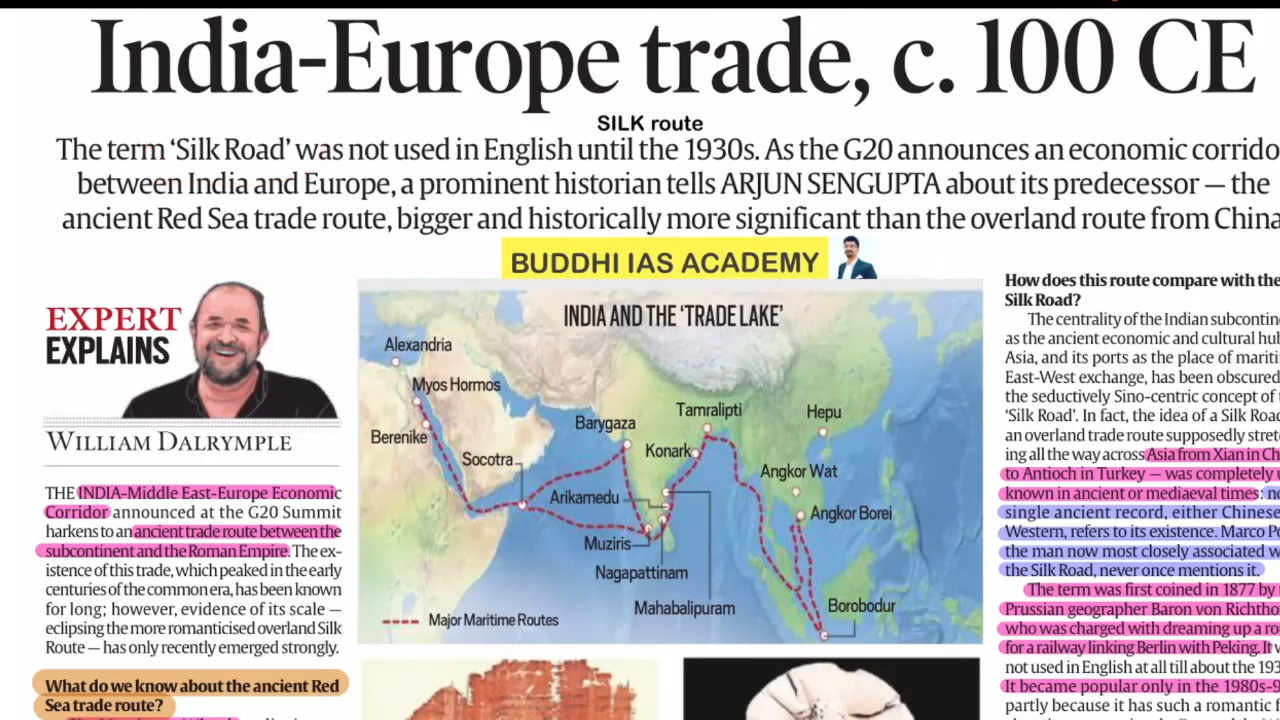 India-Europe trade, c. 100 CE
SILK route
The term ‘Silk Road’ was not used in English until the 1930s. As the G20 announces an economic corrido
between India and Europe, a prominent historian tells ARJUN SENGUPTA about its predecessor — the
ancient Red Sea trade route, bigger and historically more significant than the overland route from China
BUDDHI IAS ACADEMY
EXPERT
EXPLAINS
WILLIAM DALRYMPLE
THE INDIA-Middle East-Europe Economic
Corridor announced at the G20 Summit
harkens to an ancient trade route between the
subcontinent and the Roman Empire. The ex-
istence of this trade, which peaked in the early
centuries of the common era, has been known
for long; however, evidence of its scale —
eclipsing the more romanticised overland Silk
Route — has only recently emerged strongly.
What do we know about the ancient Red
Sea trade route?
INDIA AND THE ‘TRADE LAKE’
Alexandria
Myos Hormos
Berenike
Socotra
Barygaza
Tamralipti
Hepu
Konark
Angkor Wat
Arikamedu
Angkor Borei
Muziris
Nagapattinam
Mahabalipuram
Borobodur
Major Maritime Routes
How does this route compare with the
Silk Road?
The centrality of the Indian subcontine
as the ancient economic and cultural hub
Asia, and its ports as the place of mariti
East-West exchange, has been obscured
the seductively Sino-centric concept of
‘Silk Road’. In fact, the idea of a Silk Roa
an overland trade route supposedly stret
ing all the way across Asia from Xian in Ch
to Antioch in Turkey — was completely
known in ancient or mediaeval times: n
single ancient record, either Chinese
Western, refers to its existence. Marco Po
the man now most closely associated w
the Silk Road, never once mentions it.
The term was first coined in 1877 by
Prussian geographer Baron von Richtho
who was charged with dreaming up a ro
for a railway linking Berlin with Peking. It w
not used in English at all till about the 193
It became popular only in the 1980s-9
partly because it has such a romantic